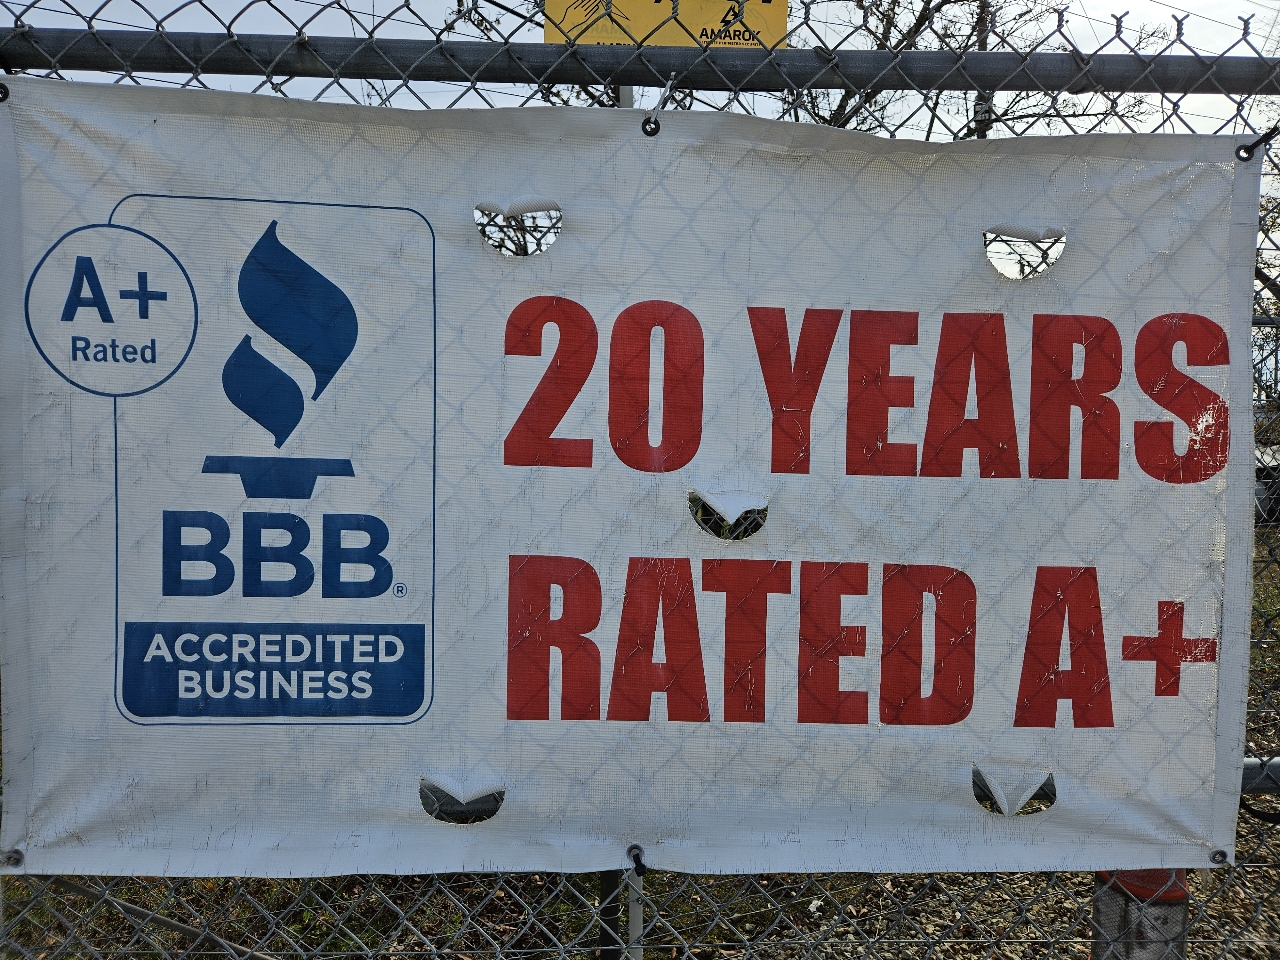 AMAROK
A+
Rated
BBB®
ACCREDITED
BUSINESS
20 YEARS
RATED A+